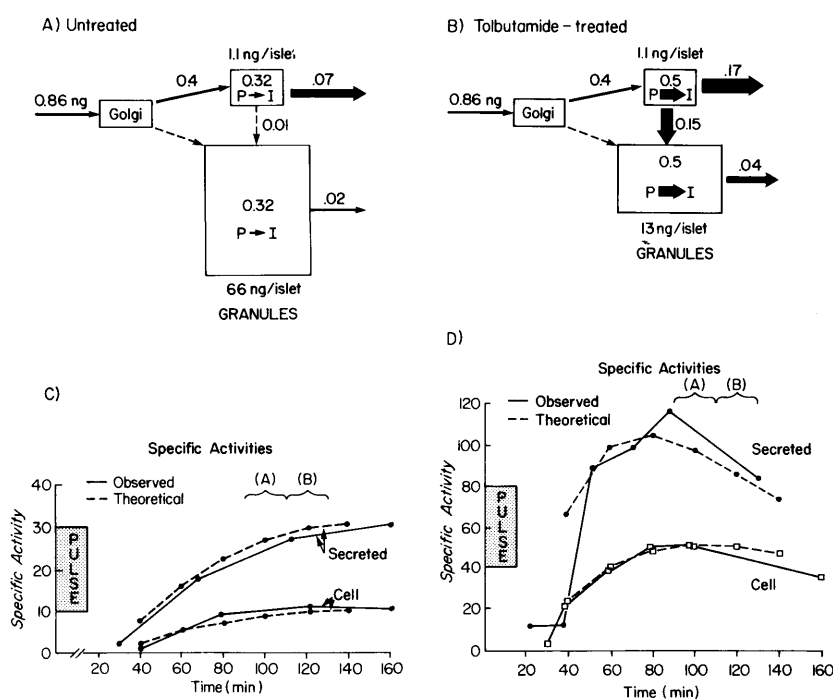 A) Untreated
1.1 ng/islet
0.32
P → I
0.4
.07
0.86 ng
Golgi
0.01
0.32
P → I
.02
66 ng/islet
GRANULES
B) Tolbutamide-treated
1.1 ng/islet
0.5
P → I
0.4
.17
0.86 ng
Golgi
0.15
0.5
P → I
.04
13 ng/islet
GRANULES
C)
Specific Activities
(A) (B)
Observed
Theoretical
Specific Activity
40
30
20
10
0
PULSE
Secreted
Cell
20 40 60 80 100 120 140 160
Time (min)
D)
Specific Activities
(A) (B)
Observed
Theoretical
Specific Activity
120
100
80
60
40
20
0
PULSE
Secreted
Cell
20 40 60 80 100 120 140 160
Time (min)